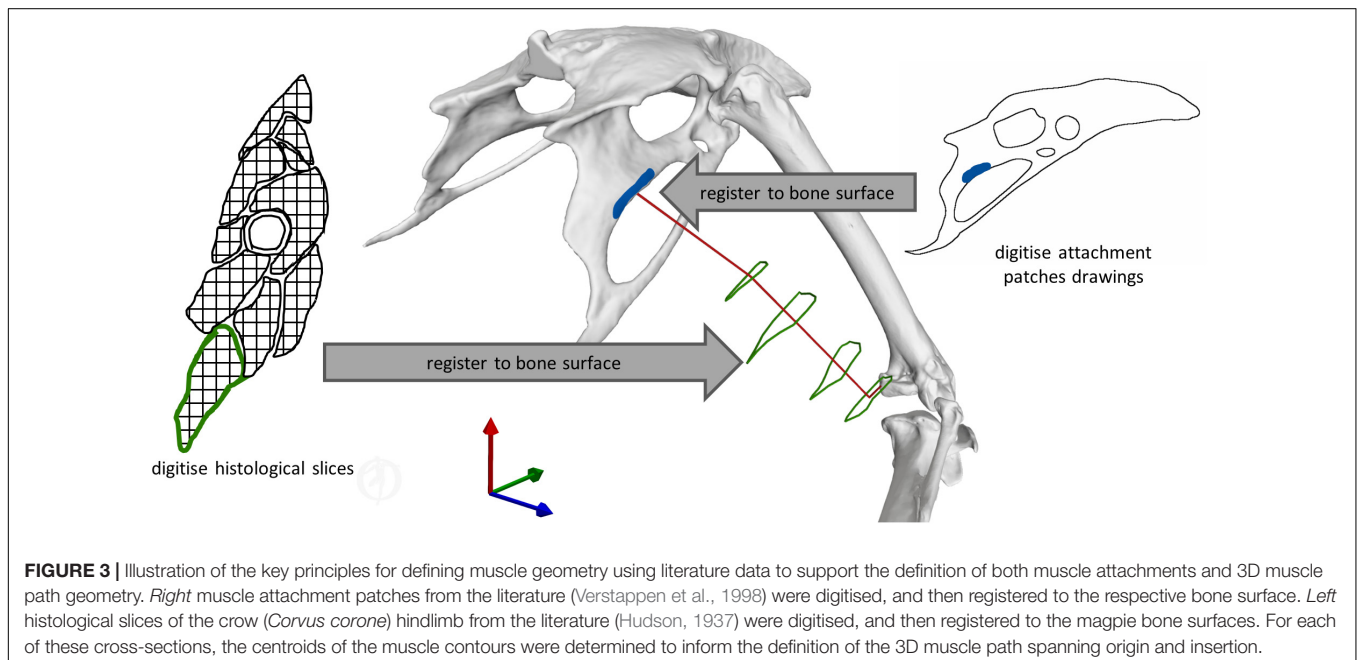 register to bone surface
digitise attachment
patches drawings
register to bone surface
digitise histological slices
FIGURE 3 | Illustration of the key principles for defining muscle geometry using literature data to support the definition of both muscle attachments and 3D muscle
path geometry. Right muscle attachment patches from the literature (Verstappen et al., 1998) were digitised, and then registered to the respective bone surface. Left
histological slices of the crow (Corvus corone) hindlimb from the literature (Hudson, 1937) were digitised, and then registered to the magpie bone surfaces. For each
of these cross-sections, the centroids of the muscle contours were determined to inform the definition of the 3D muscle path spanning origin and insertion.